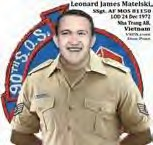 Leonard James Matelski,
SSgt. AF MOS 81150
LOD 24 Dec 1972
Nha Trang AB,
Vietnam
90TH S.O.S.